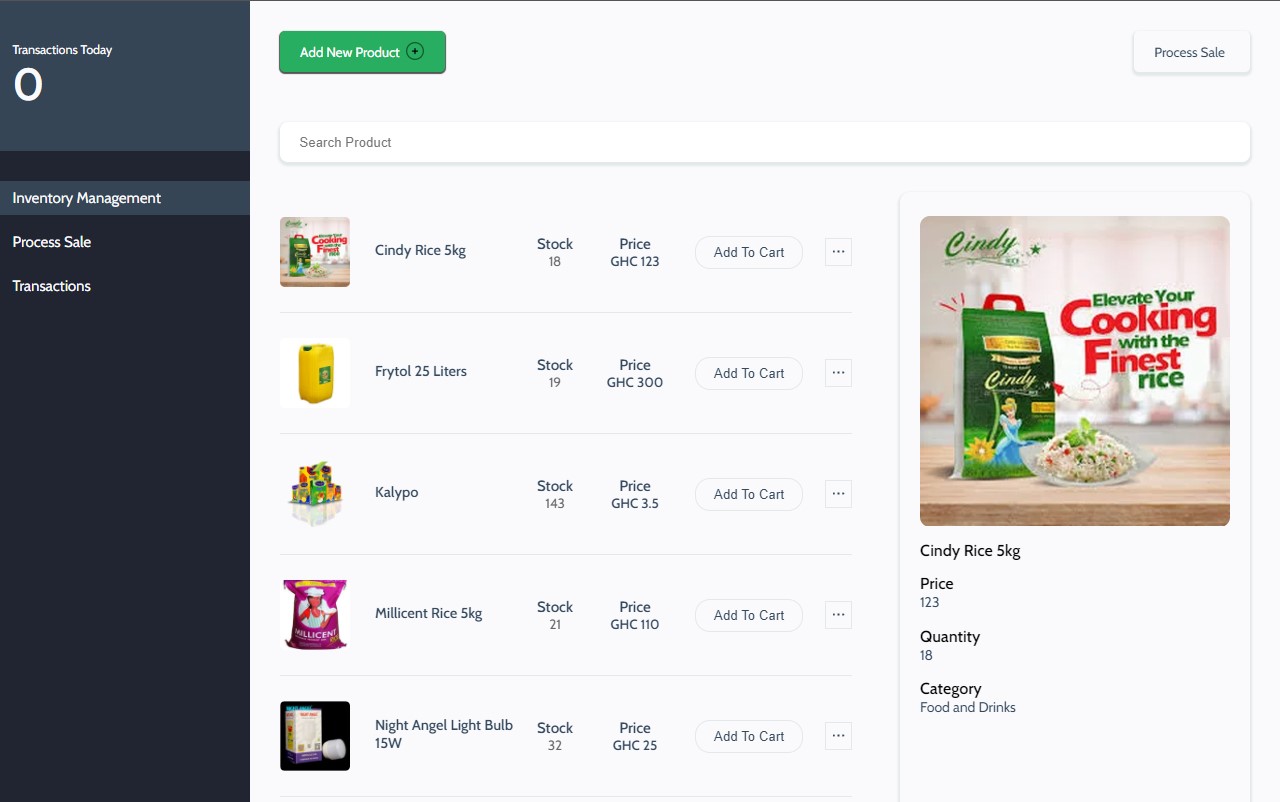 Transactions Today
0
Inventory Management
Process Sale
Transactions
Add New Product
Process Sale
Search Product
Cindy Rice 5kg
Stock
18
Price
GHC 123
Add To Cart
Frytol 25 Liters
Stock
19
Price
GHC 300
Add To Cart
Kalypo
Stock
143
Price
GHC 3.5
Add To Cart
MILLICENT
Millicent Rice 5kg
Stock
21
Price
GHC 110
Add To Cart
Night Angel Light Bulb
15W
Stock
32
Price
GHC 25
Add To Cart
Cindy
RICE
Elevate Your
Cooking
with the
Finest
rice
Cindy
Cindy Rice 5kg
Price
123
Quantity
18
Category
Food and Drinks